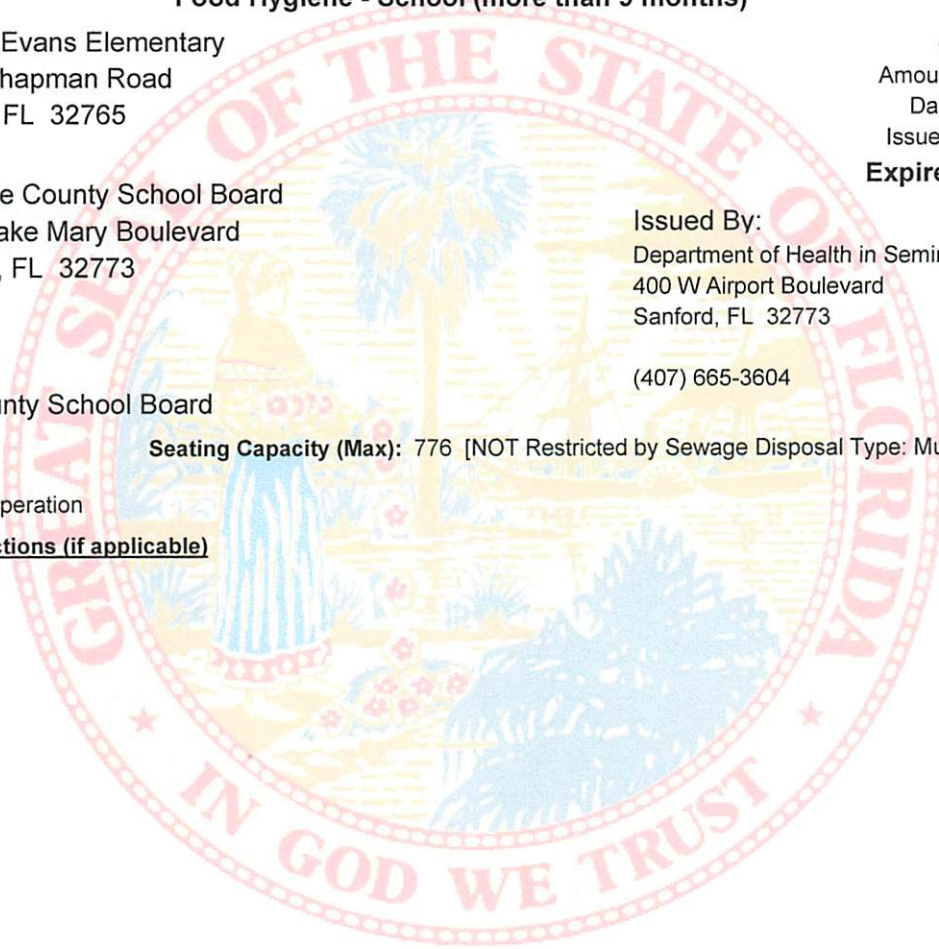 Food Hygiene - School (more than 9 months)
Evans Elementary
hapman Road
FL 32765
Amou
Da
Issue
Expire
e County School Board
ake Mary Boulevard
, FL 32773
Issued By:
Department of Health in Semin
400 W Airport Boulevard
Sanford, FL 32773
(407) 665-3604
unty School Board
Seating Capacity (Max): 776 [NOT Restricted by Sewage Disposal Type: Mu
peration
ctions (if applicable)
GREAT SEAL OF THE STATE OF FLORIDA
IN GOD WE TRUST